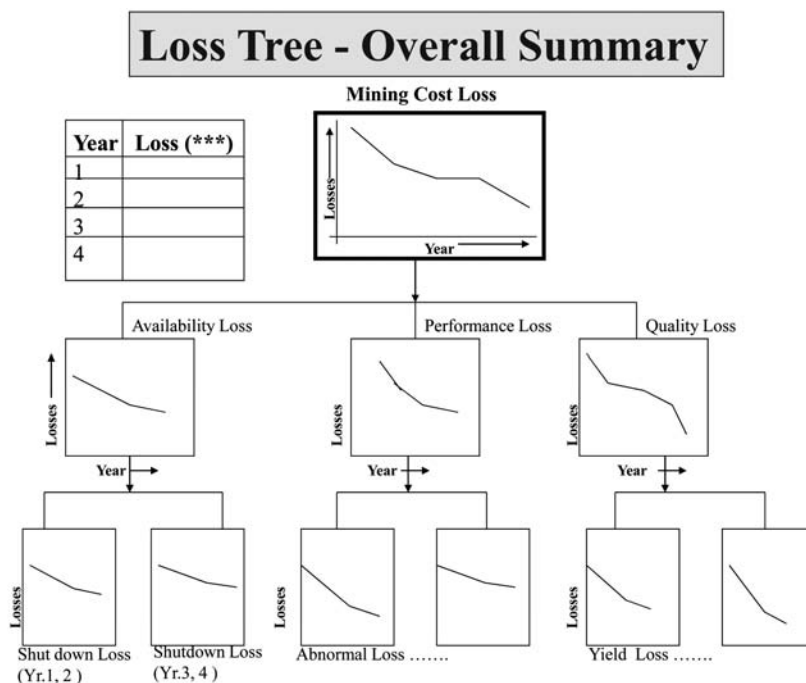 Loss Tree - Overall Summary
Mining Cost Loss
Year Loss (***)
1
2
3
4
Losses
Year
Availability Loss
Performance Loss
Quality Loss
Losses
Losses
Losses
Year
Year
Year
Losses
Losses
Losses
Shut down Loss
(Yr.1, 2 )
Shutdown Loss
(Yr.3, 4 )
Abnormal Loss …….
Yield Loss …….